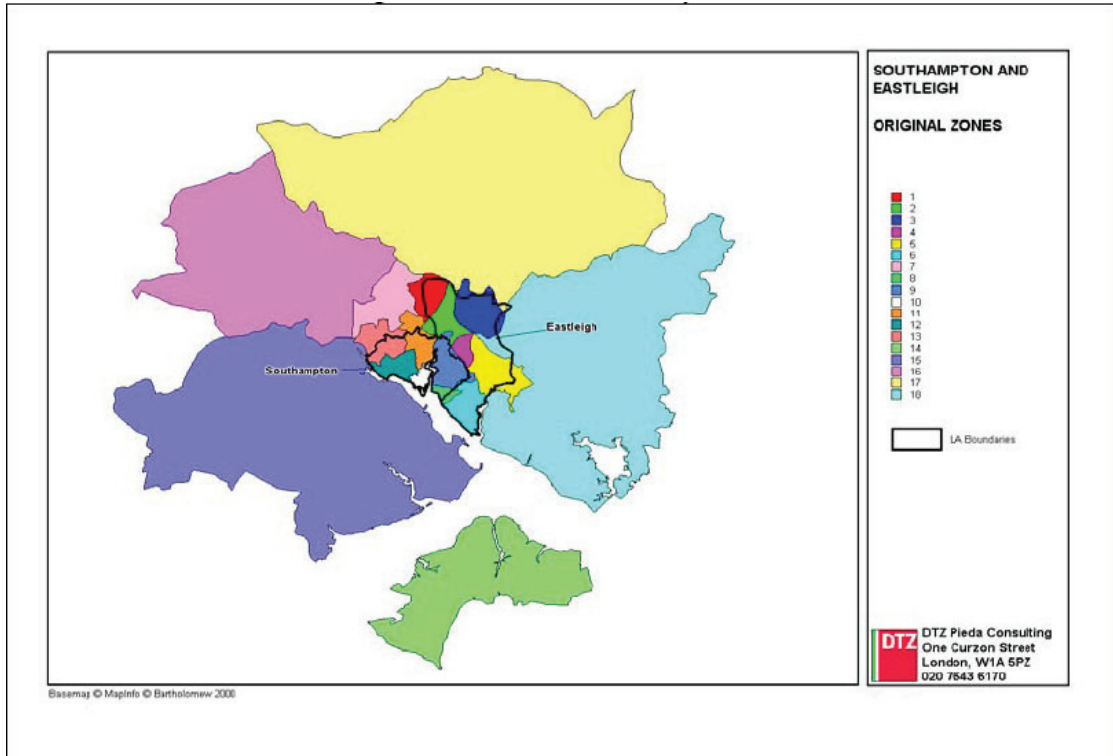 SOUTHAMPTON AND
EASTLEIGH
ORIGINAL ZONES
1
2
3
4
5
6
7
8
9
10
11
12
13
14
15
16
17
18
LA Boundaries
Eastleigh
Southampton
DTZ
DTZ Pieda Consulting
One Curzon Street
London, W1A 5PZ
020 7643 6170
Basemap © MapInfo © Bartholomew 2000